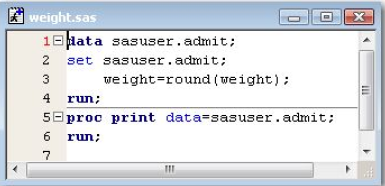 weight.sas
1 data sasuser.admit;
2 set sasuser.admit;
3 weight=round(weight);
4 run;
5 proc print data=sasuser.admit;
6 run;
7